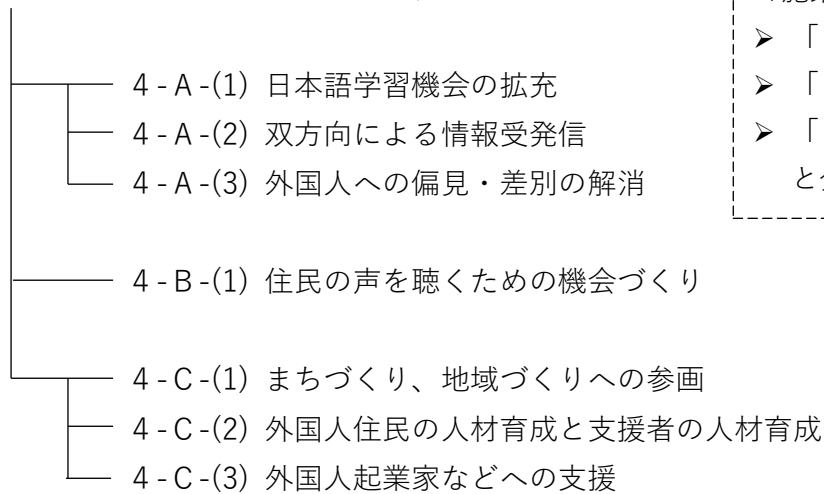 4-A-(1) 日本語学習機会の拡充
4-A-(2) 双方向による情報受発信
4-A-(3) 外国人への偏見・差別の解消
4-B-(1) 住民の声を聴くための機会づくり
4-C-(1) まちづくり、地域づくりへの参画
4-C-(2) 外国人住民の人材育成と支援者の人材育成
4-C-(3) 外国人起業家などへの支援
➢ 「
➢ 「
➢ 「
と